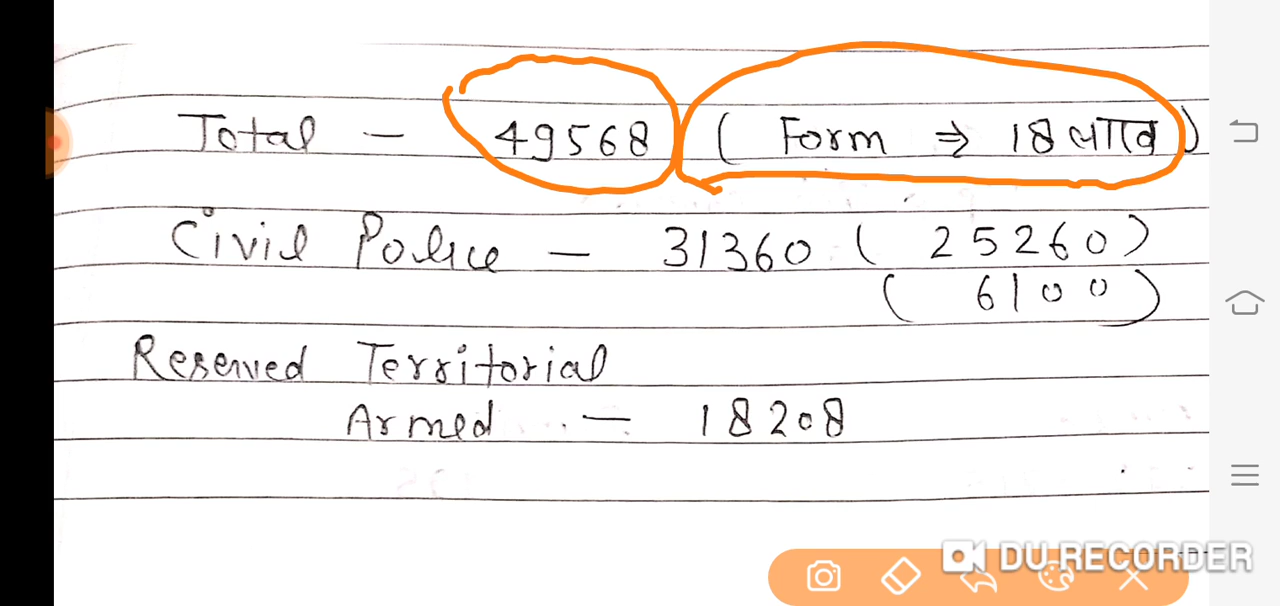 Total - 49568 ( Form ⇒ 18 लाख )
Civil Police - 31360 ( 25260 )
( 6100 )
Reserved Territorial
Armed - 18208
DU RECORDER